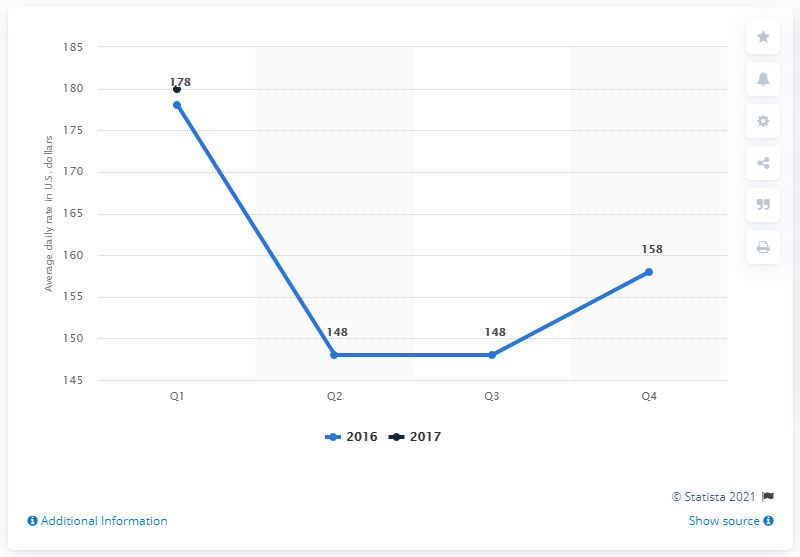 185
180
175
170
165
160
155
150
145
Average daily rate in U.S. dollars
178
148
148
158
Q1 Q2 Q3 Q4
2016 2017
© Statista 2021
Additional Information
Show source